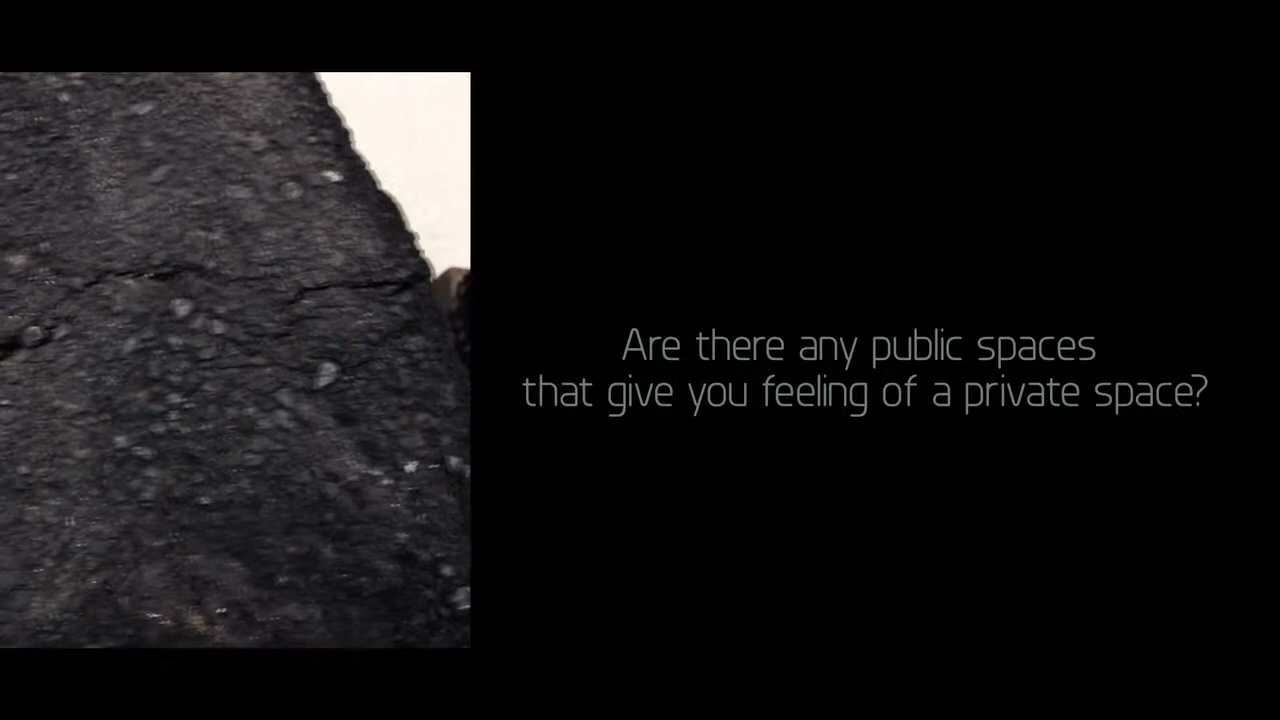 Are there any public spaces
that give you feeling of a private space?